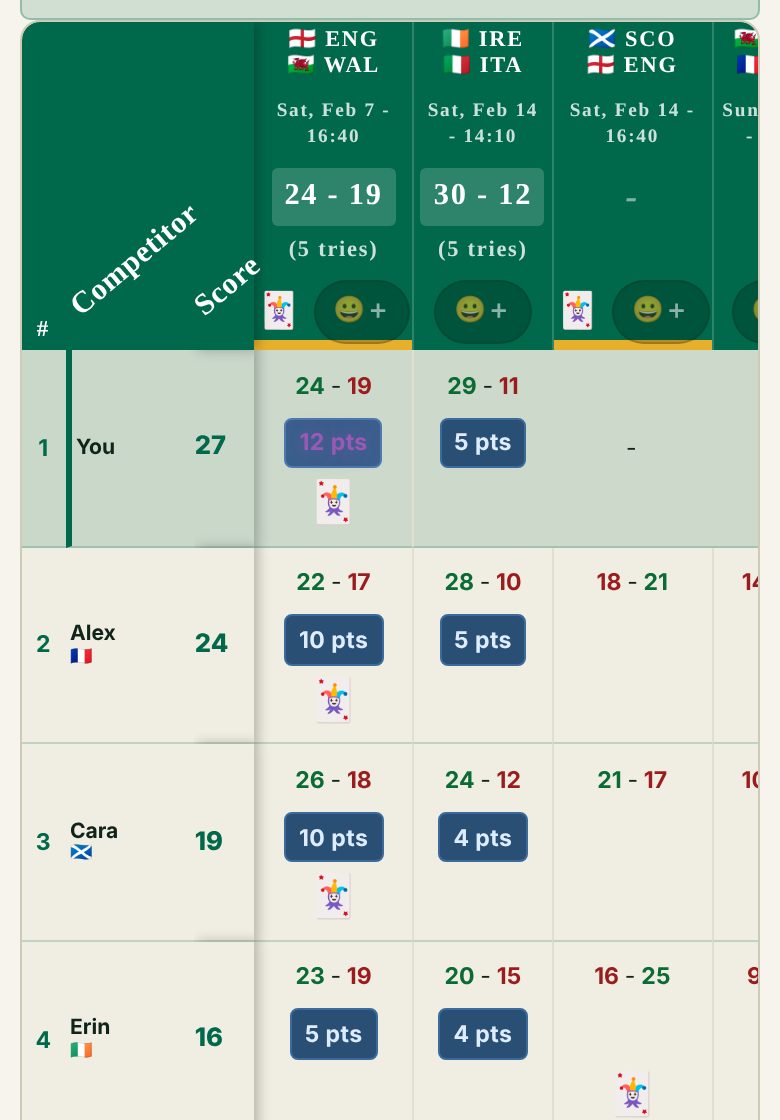 ENG
WAL
Sat, Feb 7 -
16:40
24 - 19
(5 tries)
+
IRE
ITA
Sat, Feb 14
- 14:10
30 - 12
(5 tries)
+
SCO
ENG
Sat, Feb 14 -
16:40
-
+
Sun
-
#
Competitor
Score
1
You
27
24 - 19
12 pts
29 - 11
5 pts
-
2
Alex
24
22 - 17
10 pts
28 - 10
5 pts
18 - 21
3
Cara
19
26 - 18
10 pts
24 - 12
4 pts
21 - 17
4
Erin
16
23 - 19
5 pts
20 - 15
4 pts
16 - 25